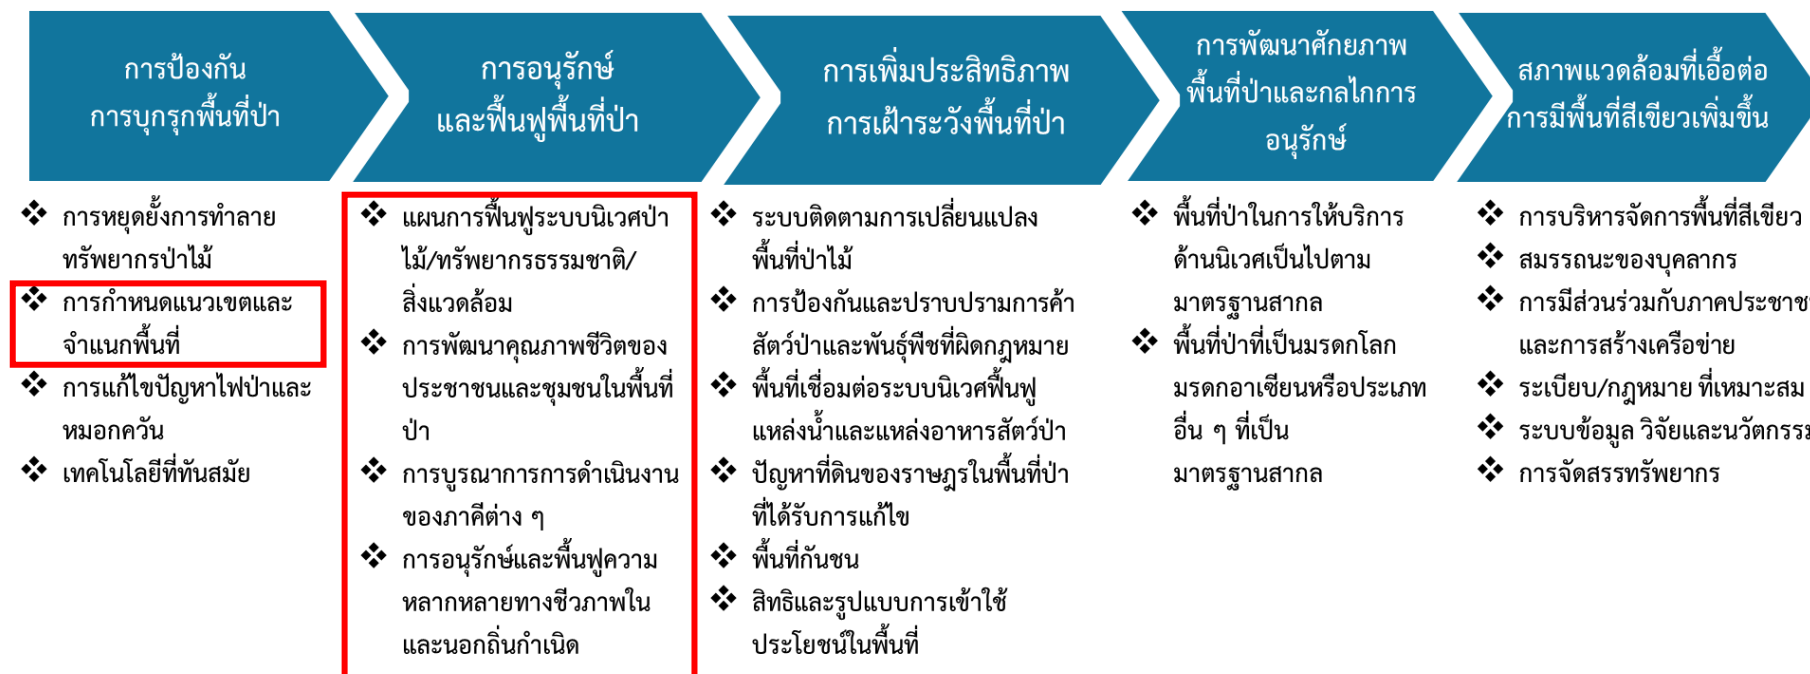 การป้องกัน
การบุกรุกพื้นที่ป่า
การอนุรักษ์
และฟื้นฟูพื้นที่ป่า
การเพิ่มประสิทธิภาพ
การเฝ้าระวังพื้นที่ป่า
การพัฒนาศักยภาพ
พื้นที่ป่าและกลไกการ
อนุรักษ์
สภาพแวดล้อมที่เอื้อต่อ
การมีพื้นที่สีเขียวเพิ่มขึ้น
❖ การหยุดยั้งการทำลาย
ทรัพยากรป่าไม้
❖ การกำหนดแนวเขตและ
จำแนกพื้นที่
❖ การแก้ไขปัญหาไฟป่าและ
หมอกควัน
❖ เทคโนโลยีที่ทันสมัย
❖ แผนการฟื้นฟูระบบนิเวศป่า
ไม้/ทรัพยากรธรรมชาติ/
สิ่งแวดล้อม
❖ การพัฒนาคุณภาพชีวิตของ
ประชาชนและชุมชนในพื้นที่
ป่า
❖ การบูรณาการการดำเนินงาน
ของภาคีต่าง ๆ
❖ การอนุรักษ์และพื้นฟูความ
หลากหลายทางชีวภาพใน
และนอกถิ่นกำเนิด
❖ ระบบติดตามการเปลี่ยนแปลง
พื้นที่ป่าไม้
❖ การป้องกันและปราบปรามการค้า
สัตว์ป่าและพันธุ์พืชที่ผิดกฎหมาย
❖ พื้นที่เชื่อมต่อระบบนิเวศฟื้นฟู
แหล่งน้ำและแหล่งอาหารสัตว์ป่า
❖ ปัญหาที่ดินของราษฎรในพื้นที่ป่า
ที่ได้รับการแก้ไข
❖ พื้นที่กันชน
❖ สิทธิและรูปแบบการเข้าใช้
ประโยชน์ในพื้นที่
❖ พื้นที่ป่าในการให้บริการ
ด้านนิเวศเป็นไปตาม
มาตรฐานสากล
❖ พื้นที่ป่าที่เป็นมรดกโลก
มรดกอาเซียนหรือประเภท
อื่น ๆ ที่เป็น
มาตรฐานสากล
❖ การบริหารจัดการพื้นที่สีเขียว
❖ สมรรถนะของบุคลากร
❖ การมีส่วนร่วมกับภาคประชาช
และการสร้างเครือข่าย
❖ ระเบียบ/กฎหมาย ที่เหมาะสม
❖ ระบบข้อมูล วิจัยและนวัตกรรม
❖ การจัดสรรทรัพยากร